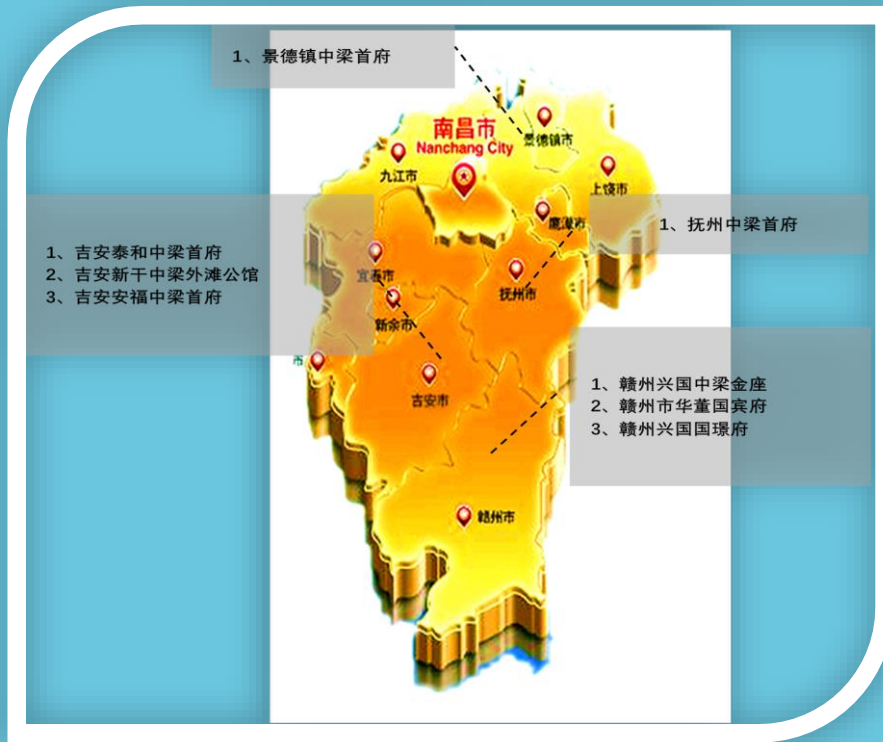 1、景德镇中梁首府
南昌市
Nanchang City
景德镇市
九江市
上饶市
鹰潭市
1、抚州中梁首府
1、吉安泰和中梁首府
2、吉安新干中梁外滩公馆
3、吉安安福中梁首府
宜春市
抚州市
新余市
市
吉安市
1、赣州兴国中梁金座
2、赣州市华董国宾府
3、赣州兴国国璟府
赣州市